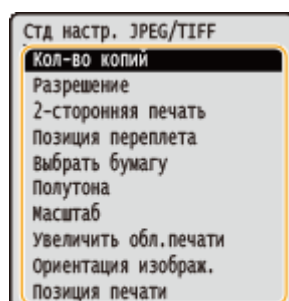 Стд настр. JPEG/TIFF
Кол-во копий
Разрешение
2-сторонняя печать
Позиция переплета
Выбрать бумагу
Полутона
Масштаб
Увеличить обл.печати
Ориентация изображ.
Позиция печати